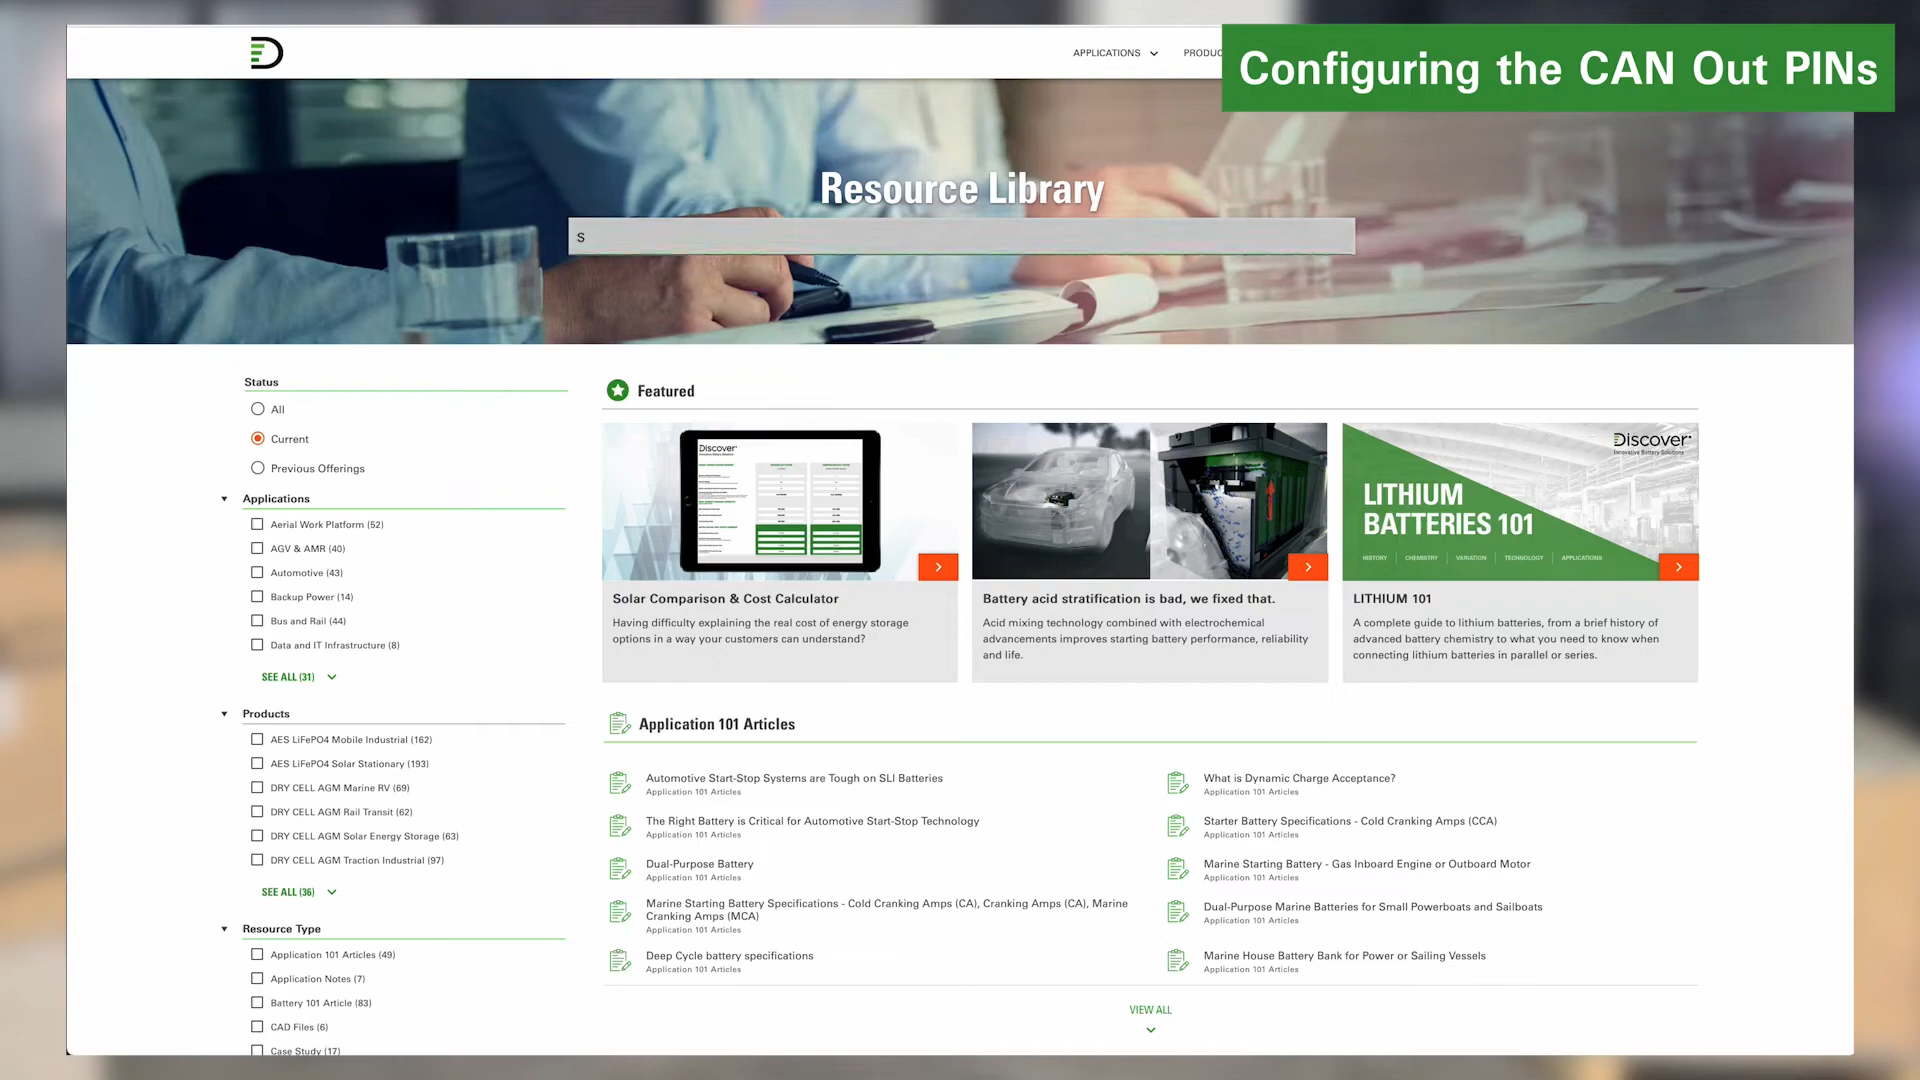 APPLICATIONS
PRODUC
Configuring the CAN Out PINs
Resource Library
S
Status
All
Current
Previous Offerings
Applications
Aerial Work Platform (52)
AGV & AMR (40)
Automotive (43)
Backup Power (14)
Bus and Rail (44)
Data and IT Infrastructure (8)
SEE ALL (31)
Products
AES LiFePO4 Mobile Industrial (162)
AES LiFePO4 Solar Stationary (193)
DRY CELL AGM Marine RV (69)
DRY CELL AGM Rail Transit (62)
DRY CELL AGM Solar Energy Storage (63)
DRY CELL AGM Traction Industrial (97)
SEE ALL (36)
Resource Type
Application 101 Articles (49)
Application Notes (7)
Battery 101 Article (83)
CAD Files (6)
Case Study (17)
Featured
Discover
Solar Comparison & Cost Calculator
Having difficulty explaining the real cost of energy storage
options in a way your customers can understand?
Battery acid stratification is bad, we fixed that.
Acid mixing technology combined with electrochemical
advancements improves starting battery performance, reliability
and life.
Discover
Innovative Battery Solutions
LITHIUM
BATTERIES 101
HISTORY CHEMISTRY VARIATION TECHNOLOGY APPLICATIONS
LITHIUM 101
A complete guide to lithium batteries, from a brief history of
advanced battery chemistry to what you need to know when
connecting lithium batteries in parallel or series.
Application 101 Articles
Automotive Start-Stop Systems are Tough on SLI Batteries
Application 101 Articles
What is Dynamic Charge Acceptance?
Application 101 Articles
The Right Battery is Critical for Automotive Start-Stop Technology
Application 101 Articles
Starter Battery Specifications - Cold Cranking Amps (CCA)
Application 101 Articles
Dual-Purpose Battery
Application 101 Articles
Marine Starting Battery - Gas Inboard Engine or Outboard Motor
Application 101 Articles
Marine Starting Battery Specifications - Cold Cranking Amps (CA), Cranking Amps (CA), Marine
Cranking Amps (MCA)
Application 101 Articles
Dual-Purpose Marine Batteries for Small Powerboats and Sailboats
Application 101 Articles
Deep Cycle battery specifications
Application 101 Articles
Marine House Battery Bank for Power or Sailing Vessels
Application 101 Articles
VIEW ALL